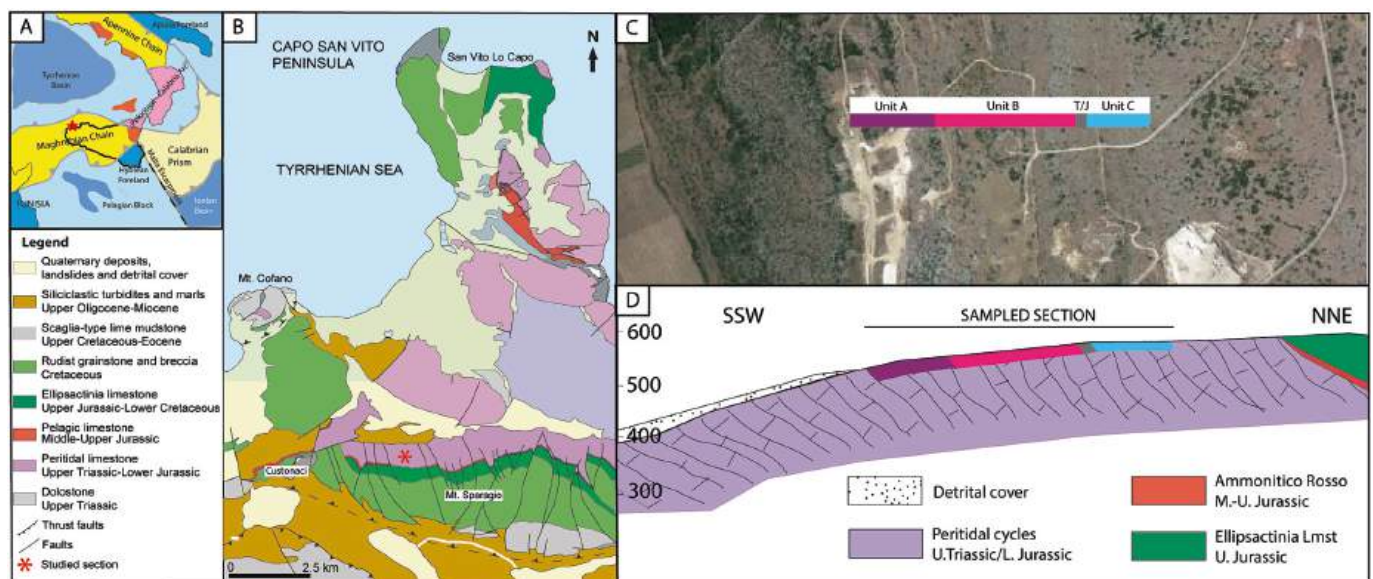 A
Apennine Chain
Tyrrhenian
Basin
Maghrebian Chain
Calabrian
Prism
Hyblean
Foreland
Malta Escarpment
Pelagian Block
Ionian
Legend
Quaternary deposits,
landslides and detrital cover
Siliciclastic turbidites and marls
Upper Oligocene-Miocene
Scaglia-type lime mudstone
Upper Cretaceous-Eocene
Rudist grainstone and breccia
Cretaceous
Ellipsactinia limestone
Upper Jurassic-Lower Cretaceous
Pelagic limestone
Middle-Upper Jurassic
Peritidal limestone
Upper Triassic-Lower Jurassic
Dolostone
Upper Triassic
Thrust faults
Faults
Studied section
B
CAPO SAN VITO
PENINSULA
N
San Vito Lo Capo
TYRRHENIAN SEA
Mt. Cofano
Custonaci
Mt. Sparagio
0 2.5 km
C
Unit A Unit B T/J Unit C
D
SSW SAMPLED SECTION NNE
600
500
400
300
Detrital cover
Peritidal cycles
U.Triassic/L. Jurassic
Ammonitico Rosso
M.-U. Jurassic
Ellipsactinia Lmst
U. Jurassic